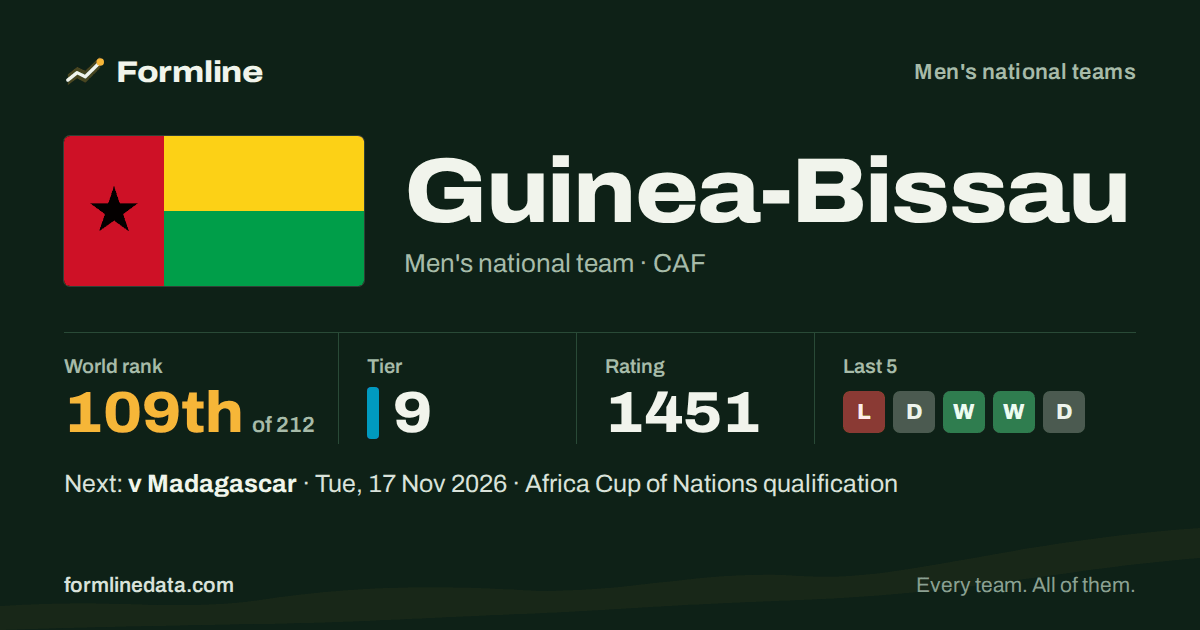 Formline
Men's national teams
Guinea-Bissau
Men's national team · CAF
World rank
109th of 212
Tier
9
Rating
1451
Last 5
L D W W D
Next: v Madagascar · Tue, 17 Nov 2026 · Africa Cup of Nations qualification
formlinedata.com
Every team. All of them.